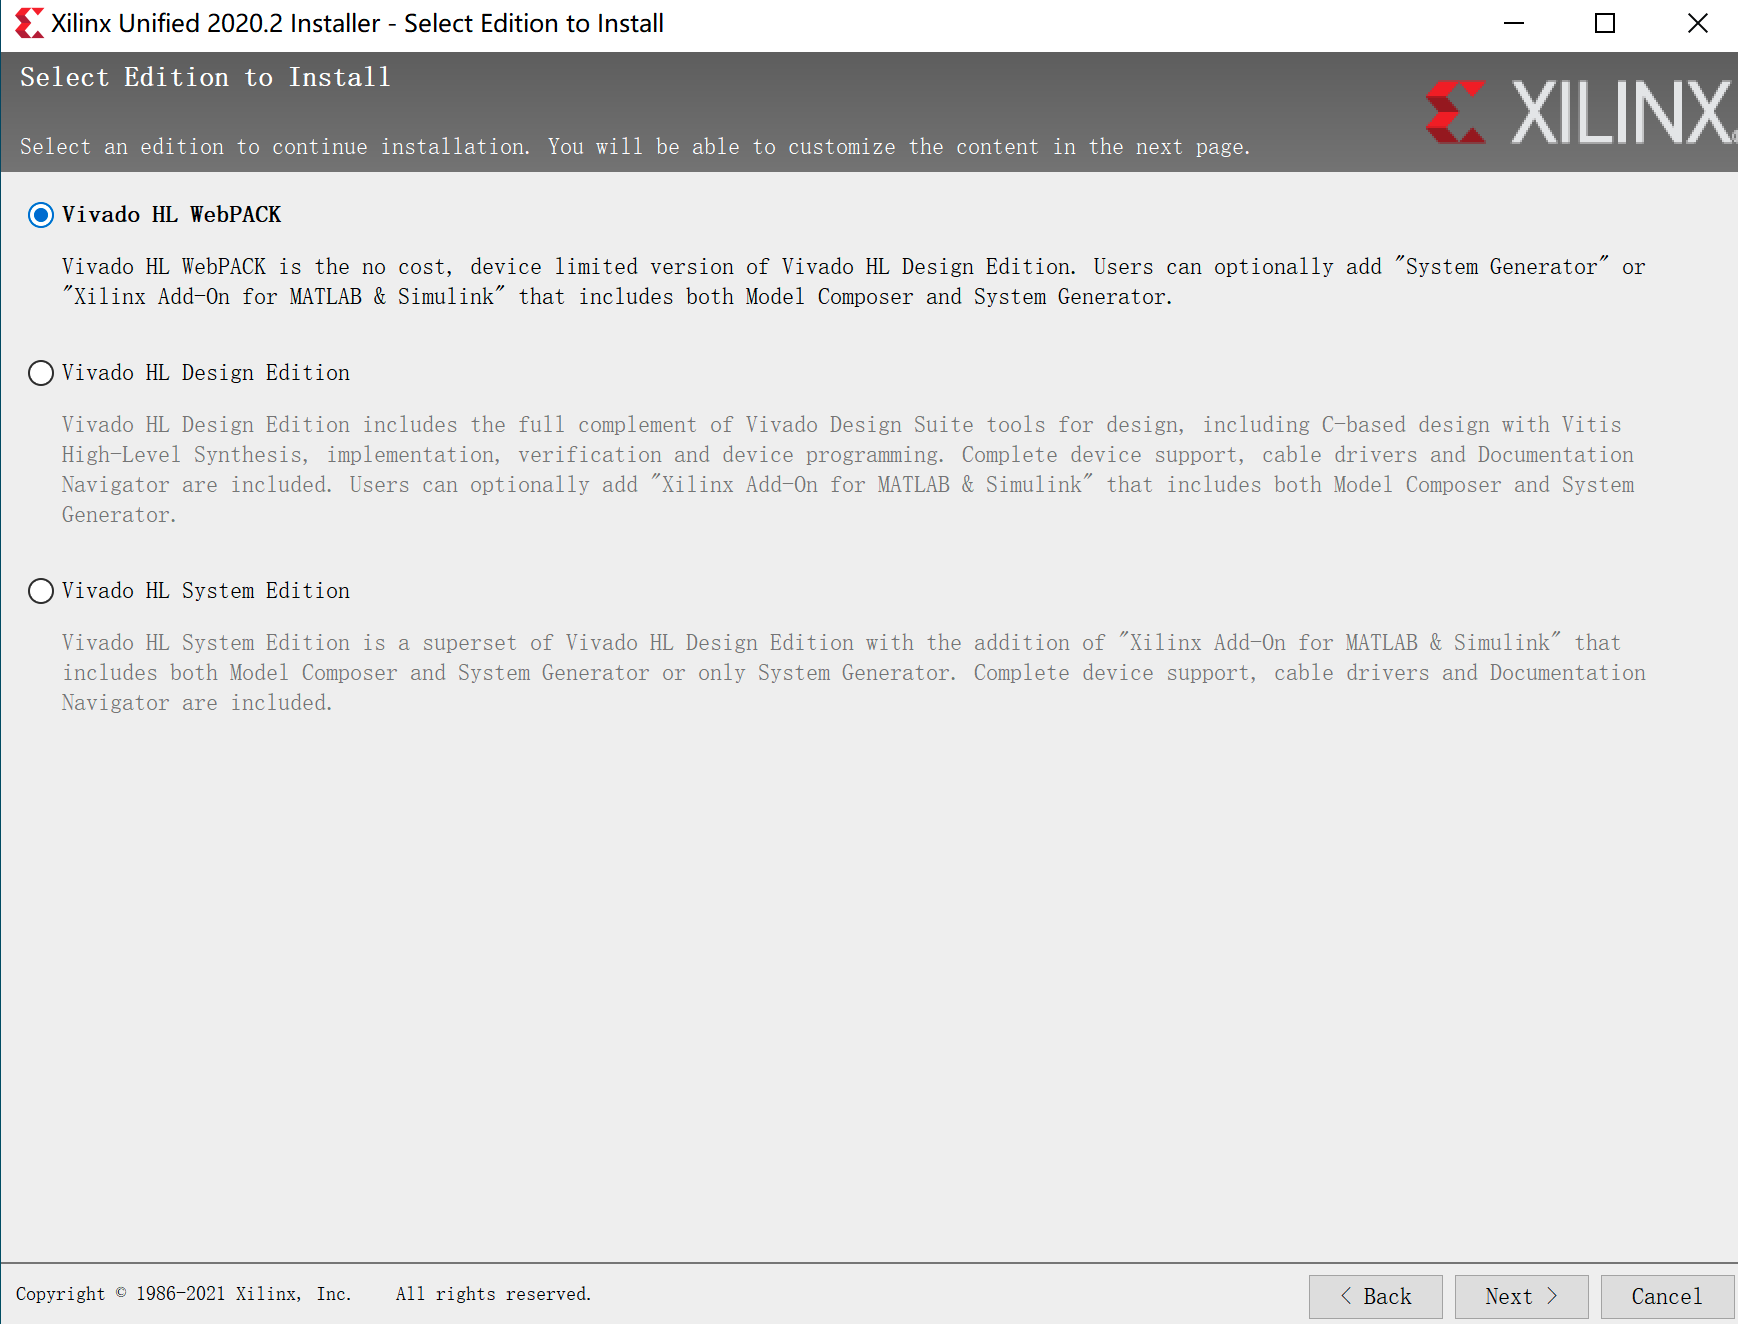 Xilinx Unified 2020.2 Installer - Select Edition to Install
Select Edition to Install
XILINX
Select an edition to continue installation. You will be able to customize the content in the next page.
Vivado HL WebPACK
Vivado HL WebPACK is the no cost, device limited version of Vivado HL Design Edition. Users can optionally add "System Generator" or
"Xilinx Add-On for MATLAB & Simulink" that includes both Model Composer and System Generator.
Vivado HL Design Edition
Vivado HL Design Edition includes the full complement of Vivado Design Suite tools for design, including C-based design with Vitis
High-Level Synthesis, implementation, verification and device programming. Complete device support, cable drivers and Documentation
Navigator are included. Users can optionally add "Xilinx Add-On for MATLAB & Simulink" that includes both Model Composer and System
Generator.
Vivado HL System Edition
Vivado HL System Edition is a superset of Vivado HL Design Edition with the addition of "Xilinx Add-On for MATLAB & Simulink" that
includes both Model Composer and System Generator or only System Generator. Complete device support, cable drivers and Documentation
Navigator are included.
Copyright © 1986-2021 Xilinx, Inc. All rights reserved.
< Back Next > Cancel